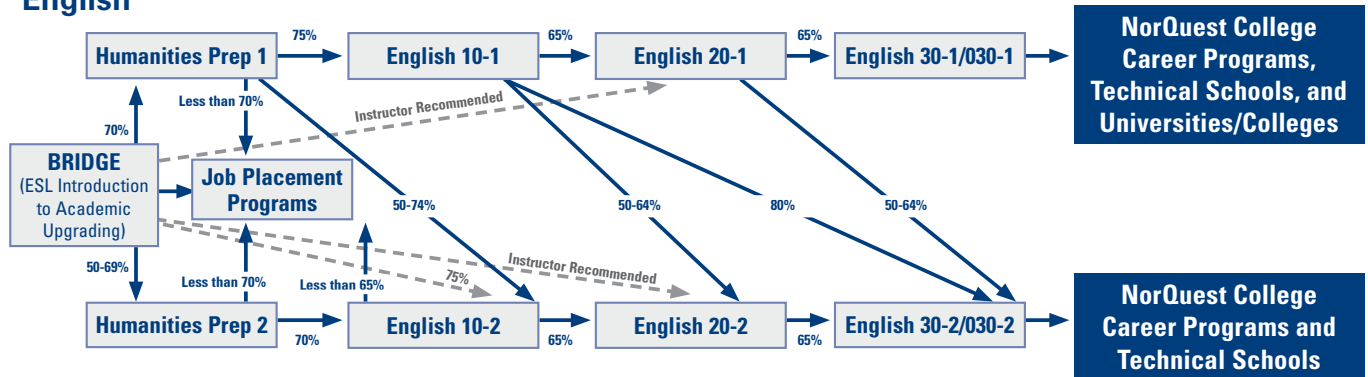 English
75%
65%
65%
Humanities Prep 1
English 10-1
English 20-1
English 30-1/030-1
NorQuest College
Career Programs,
Technical Schools, and
Universities/Colleges
Less than 70%
Instructor Recommended
70%
BRIDGE
(ESL Introduction
to Academic
Upgrading)
Job Placement
Programs
50-74%
50-64%
80%
50-64%
50-69%
Less than 70%
Less than 65%
75%
Instructor Recommended
Humanities Prep 2
70%
English 10-2
65%
English 20-2
65%
English 30-2/030-2
NorQuest College
Career Programs and
Technical Schools